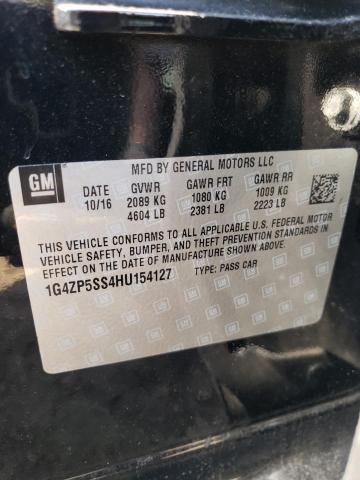 GM
MFD BY GENERAL MOTORS LLC
DATE GVWR GAWR FRT GAWR RR
10/16 2089 KG 1080 KG 1009 KG
4604 LB 2381 LB 2223 LB
THIS VEHICLE CONFORMS TO ALL APPLICABLE U.S. FEDERAL MOTOR
VEHICLE SAFETY, BUMPER, AND THEFT PREVENTION STANDARDS IN
EFFECT ON THE DATE OF MANUFACTURE SHOWN ABOVE.
1G4ZP5SS4HU154127 TYPE: PASS CAR